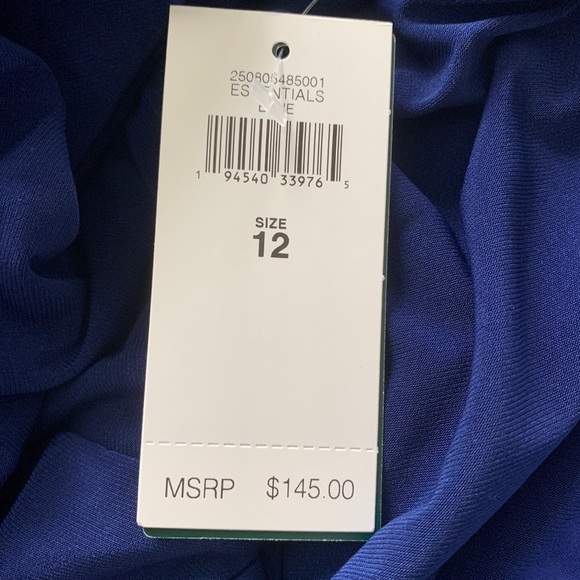 250806485001
ESSENTIALS
1 94540 33976 5
SIZE
12
MSRP $145.00